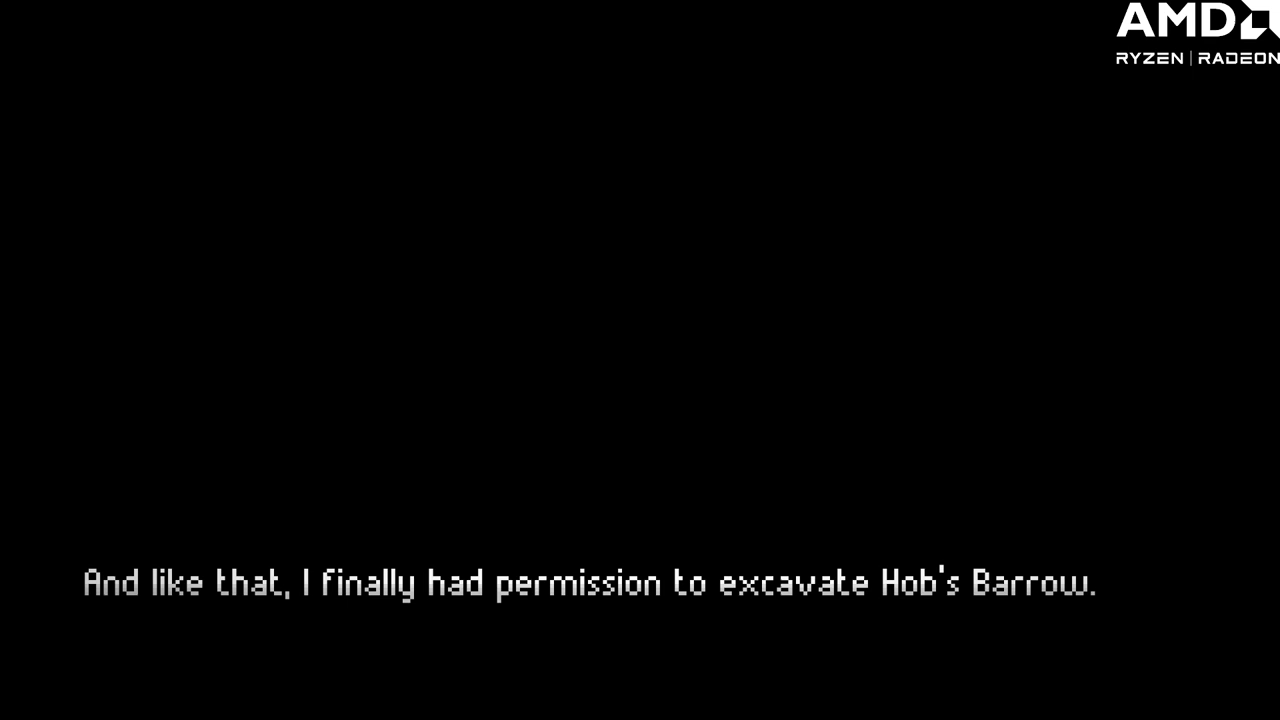 AMD
RYZEN | RADEON
And like that, I finally had permission to excavate Hob's Barrow.